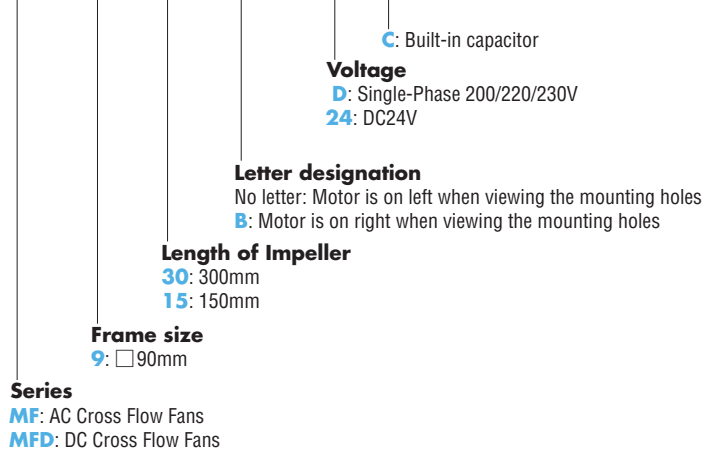 C: Built-in capacitor
Voltage
D: Single-Phase 200/220/230V
24: DC24V
Letter designation
No letter: Motor is on left when viewing the mounting holes
B: Motor is on right when viewing the mounting holes
Length of Impeller
30: 300mm
15: 150mm
Frame size
9: □90mm
Series
MF: AC Cross Flow Fans
MFD: DC Cross Flow Fans